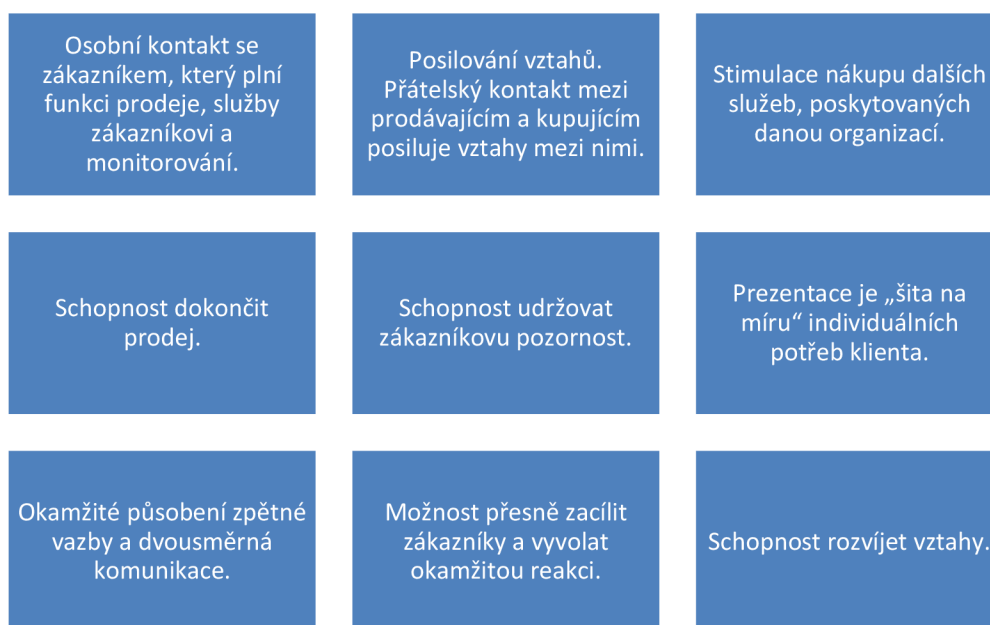 Osobní kontakt se
zákazníkem, který plní
funkci prodeje, služby
zákazníkovi a
monitorování.
Posilování vztahů.
Přátelský kontakt mezi
prodávajícím a kupujícím
posiluje vztahy mezi nimi.
Stimulace nákupu dalších
služeb, poskytovaných
danou organizací.
Schopnost dokončit
prodej.
Schopnost udržovat
zákazníkovu pozornost.
Prezentace je „šita na
míru“ individuálních
potřeb klienta.
Okamžité působení zpětné
vazby a dvousměrná
komunikace.
Možnost přesně zacílit
zákazníky a vyvolat
okamžitou reakci.
Schopnost rozvíjet vztahy.